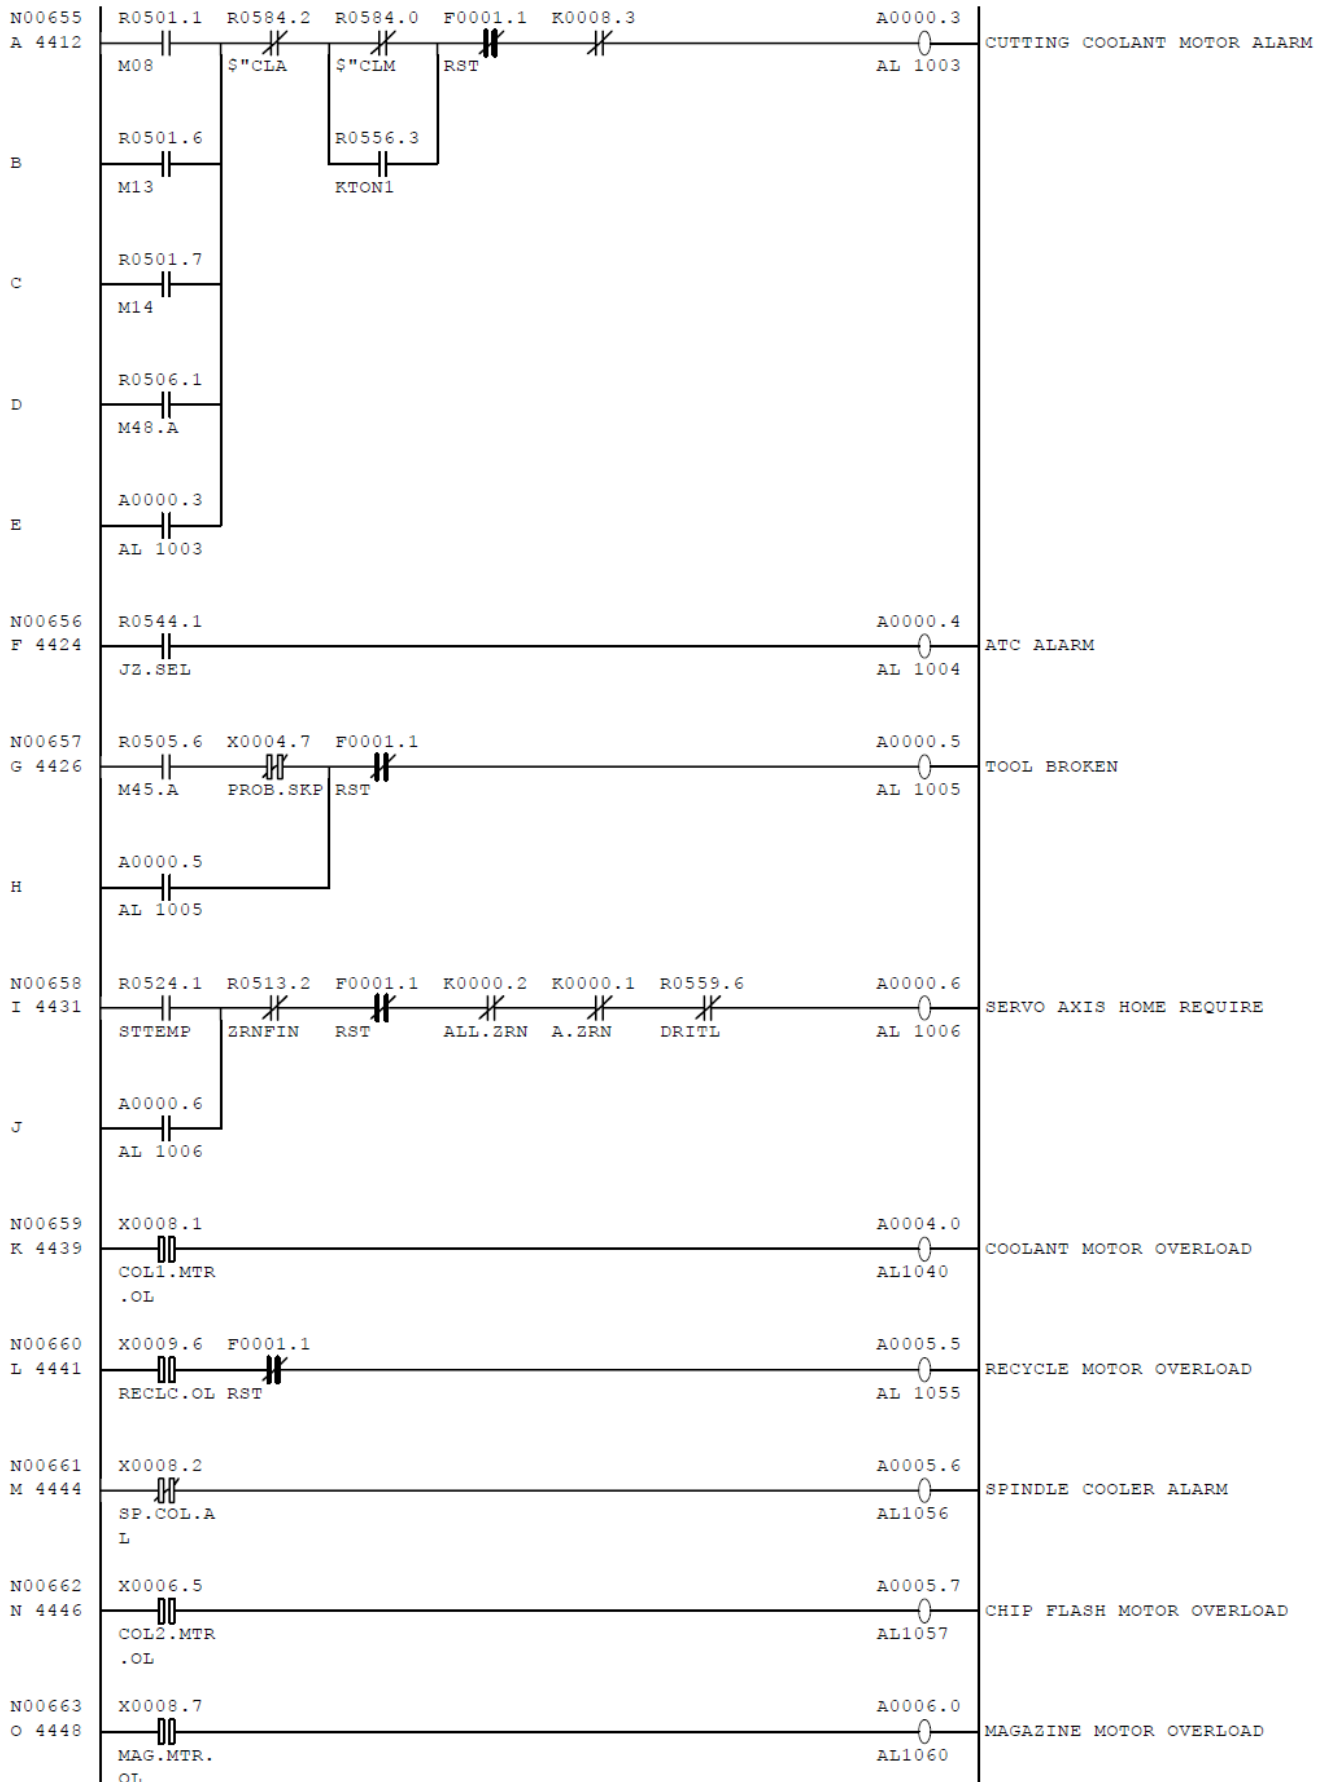 N00655 R0501.1 R0584.2 R0584.0 F0001.1 K0008.3 A0000.3
A 4412 CUTTING COOLANT MOTOR ALARM
M08 $"CLA $"CLM RST AL 1003
R0501.6 R0556.3
B
M13 KTON1
R0501.7
C
M14
R0506.1
D
M48.A
A0000.3
E
AL 1003
N00656 R0544.1 A0000.4
F 4424 ATC ALARM
JZ.SEL AL 1004
N00657 R0505.6 X0004.7 F0001.1 A0000.5
G 4426 TOOL BROKEN
M45.A PROB.SKP RST AL 1005
A0000.5
H
AL 1005
N00658 R0524.1 R0513.2 F0001.1 K0000.2 K0000.1 R0559.6 A0000.6
I 4431 SERVO AXIS HOME REQUIRE
STTEMP ZRNFIN RST ALL.ZRN A.ZRN DRITL AL 1006
A0000.6
J
AL 1006
N00659 X0008.1 A0004.0
K 4439 COOLANT MOTOR OVERLOAD
COL1.MTR AL1040
.OL
N00660 X0009.6 F0001.1 A0005.5
L 4441 RECYCLE MOTOR OVERLOAD
RECLC.OL RST AL 1055
N00661 X0008.2 A0005.6
M 4444 SPINDLE COOLER ALARM
SP.COL.A AL1056
L
N00662 X0006.5 A0005.7
N 4446 CHIP FLASH MOTOR OVERLOAD
COL2.MTR AL1057
.OL
N00663 X0008.7 A0006.0
O 4448 MAGAZINE MOTOR OVERLOAD
MAG.MTR. AL1060
OL